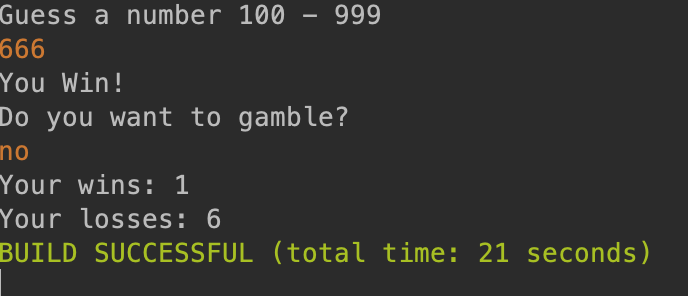 Guess a number 100 – 999
666
You Win!
Do you want to gamble?
no
Your wins: 1
Your losses: 6
BUILD SUCCESSFUL (total time: 21 seconds)